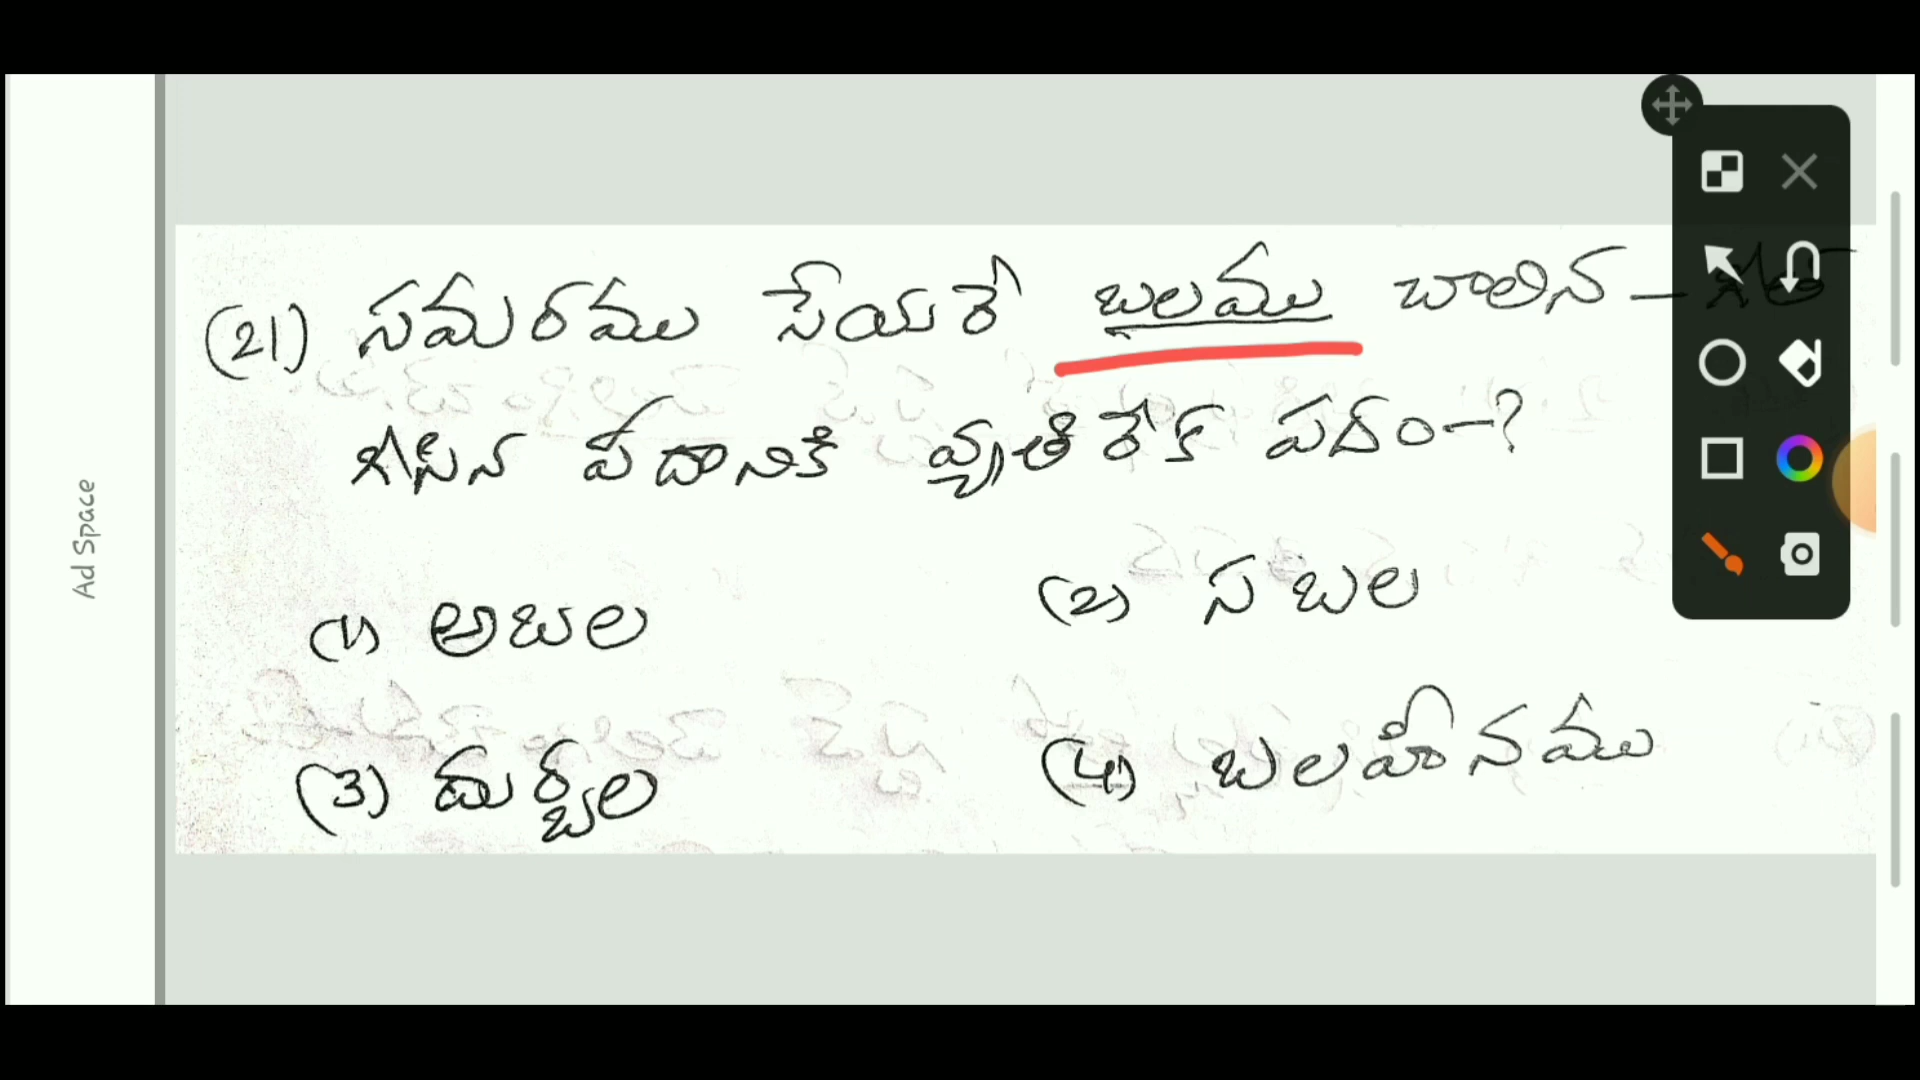 (21) సమరము సేయరే బలము చాలిన - గీత
గీసిన పదానికి వ్యతిరేక పదం-?
(1) అబల
(2) సబల
(3) దుర్బల
(4) బలహీనము
Ad Space